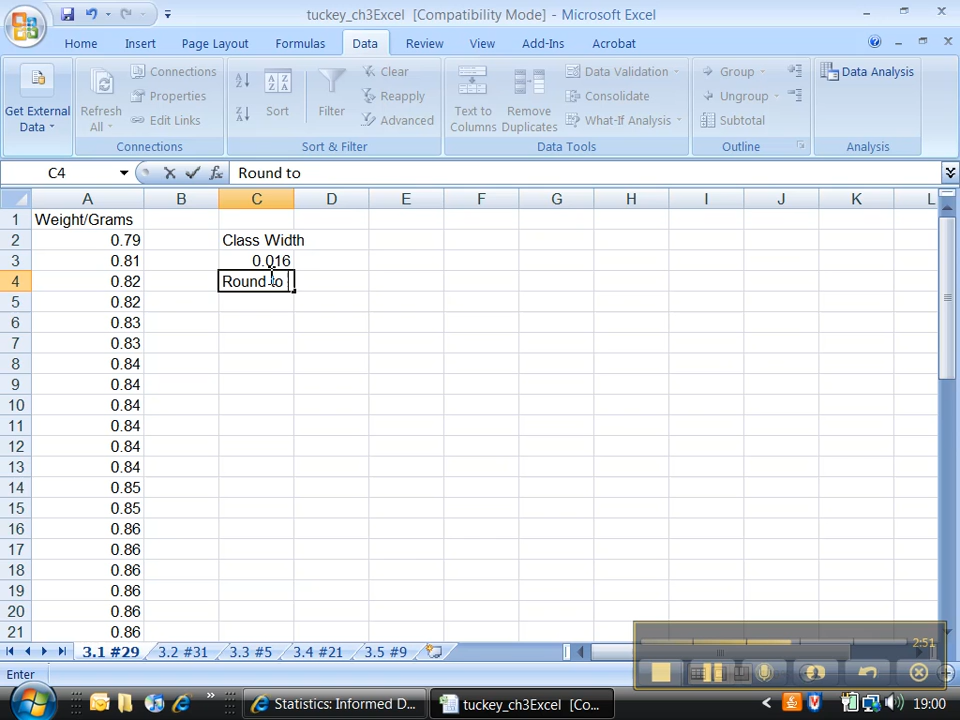 tuckey_ch3Excel [Compatibility Mode] - Microsoft Excel
Home Insert Page Layout Formulas Data Review View Add-Ins Acrobat
Get External Data
Refresh All
Connections
Properties
Edit Links
Connections
Sort
Filter
Clear
Reapply
Advanced
Sort & Filter
Text to Columns
Remove Duplicates
Data Validation
Consolidate
What-If Analysis
Data Tools
Group
Ungroup
Subtotal
Outline
Data Analysis
Analysis
C4 fx Round to
A B C D E F G H I J K L
1 Weight/Grams
2 0.79 Class Width
3 0.81 0.016
4 0.82 Round to
5 0.82
6 0.83
7 0.83
8 0.84
9 0.84
10 0.84
11 0.84
12 0.84
13 0.84
14 0.85
15 0.85
16 0.86
17 0.86
18 0.86
19 0.86
20 0.86
21 0.86
3.1 #29 3.2 #31 3.3 #5 3.4 #21 3.5 #9
2:51
Enter
Statistics: Informed D...
tuckey_ch3Excel [Co...
19:00